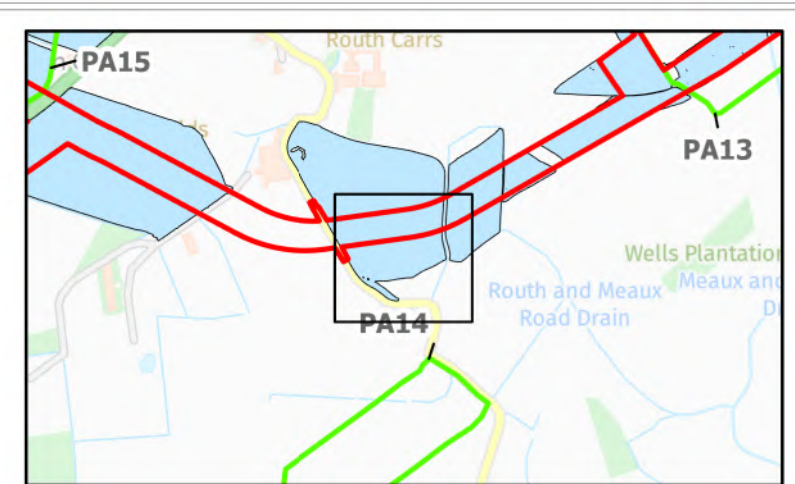 Routh Carrs
PA15
PA13
Wells Plantation
Routh and Meaux
Road Drain
Meaux and
PA14